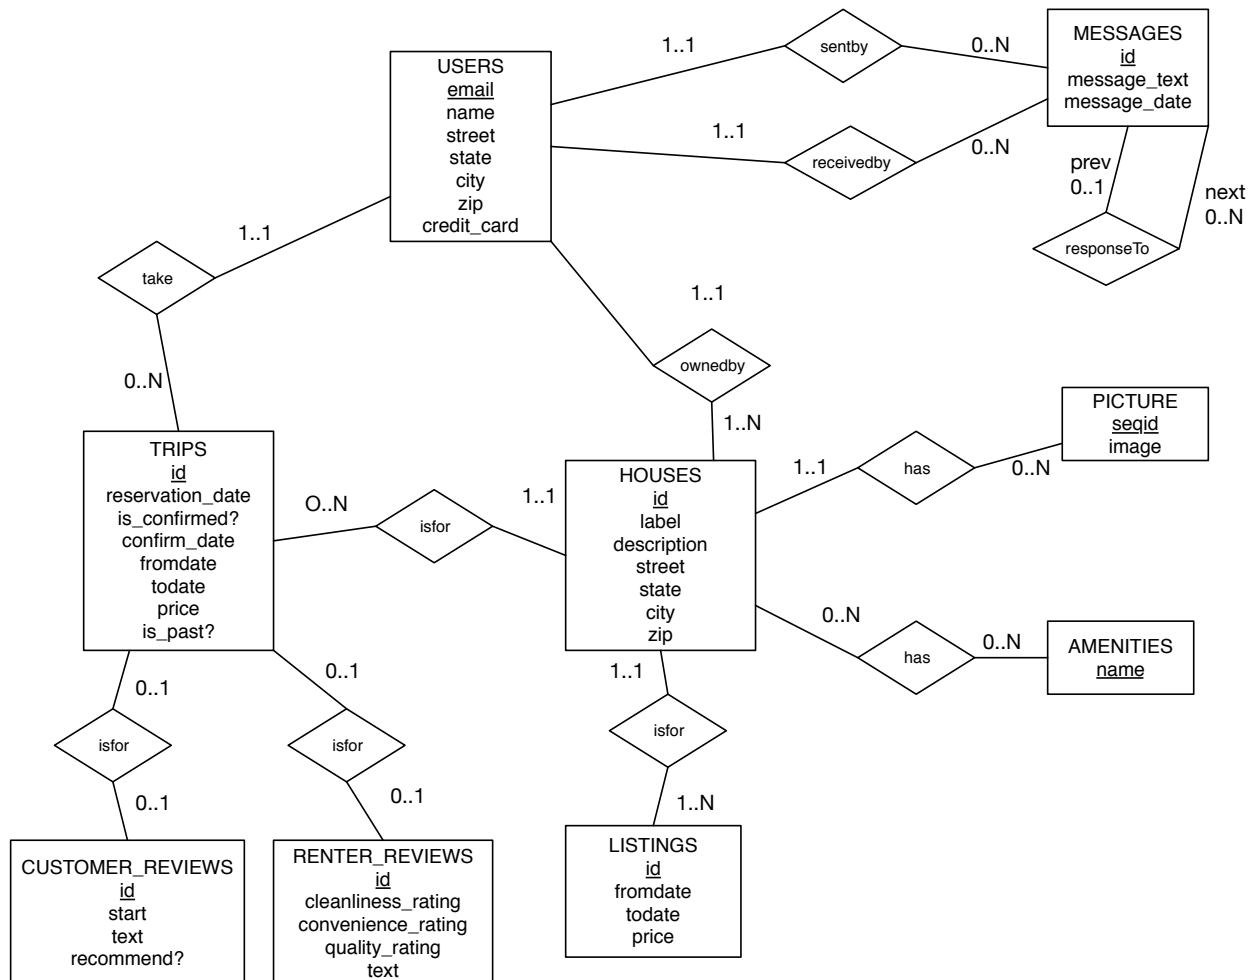 USERS
email
name
street
state
city
zip
credit_card
1..1
sentby
0..N
MESSAGES
id
message_text
message_date
1..1
receivedby
0..N
prev
0..1
next
0..N
responseTo
1..1
take
0..N
1..1
ownedby
1..N
TRIPS
id
reservation_date
is_confirmed?
confirm_date
fromdate
todate
price
is_past?
O..N
isfor
1..1
HOUSES
id
label
description
street
state
city
zip
1..1
has
0..N
PICTURE
seqid
image
0..N
has
0..N
AMENITIES
name
0..1
isfor
0..1
0..1
isfor
0..1
1..1
isfor
1..N
CUSTOMER_REVIEWS
id
start
text
recommend?
RENTER_REVIEWS
id
cleanliness_rating
convenience_rating
quality_rating
text
LISTINGS
id
fromdate
todate
price